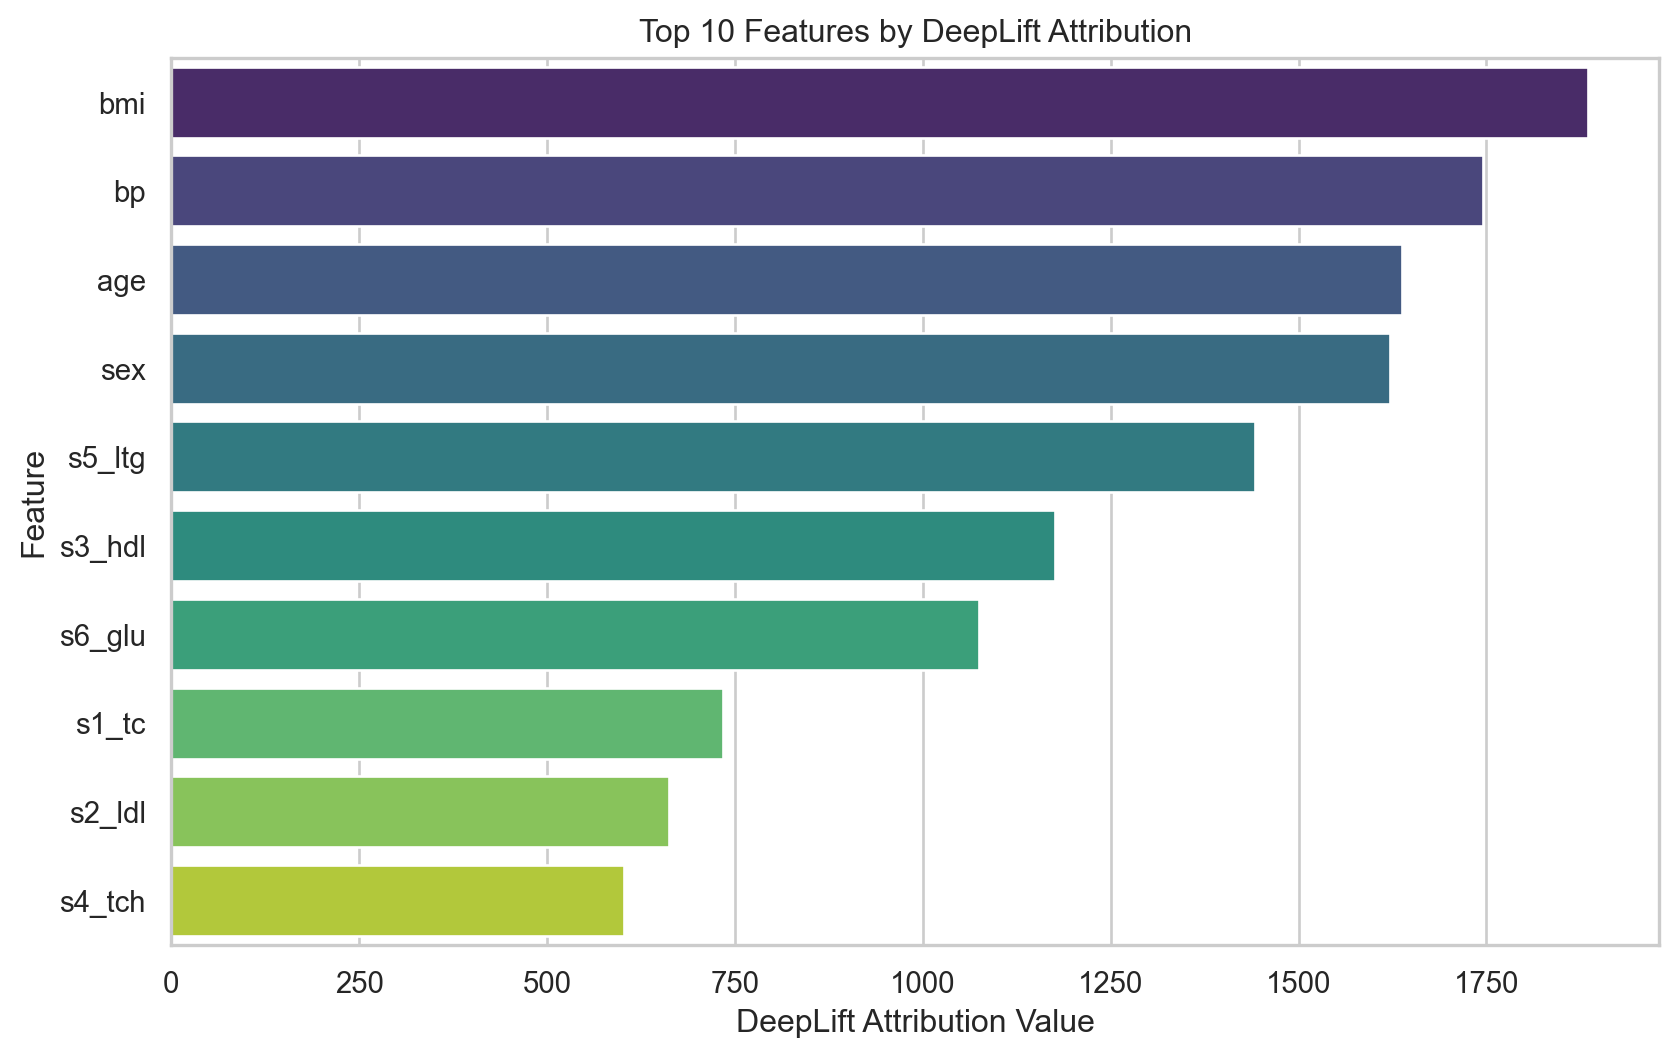 Top 10 Features by DeepLift Attribution
Feature
bmi
bp
age
sex
s5_ltg
s3_hdl
s6_glu
s1_tc
s2_ldl
s4_tch
0 250 500 750 1000 1250 1500 1750
DeepLift Attribution Value